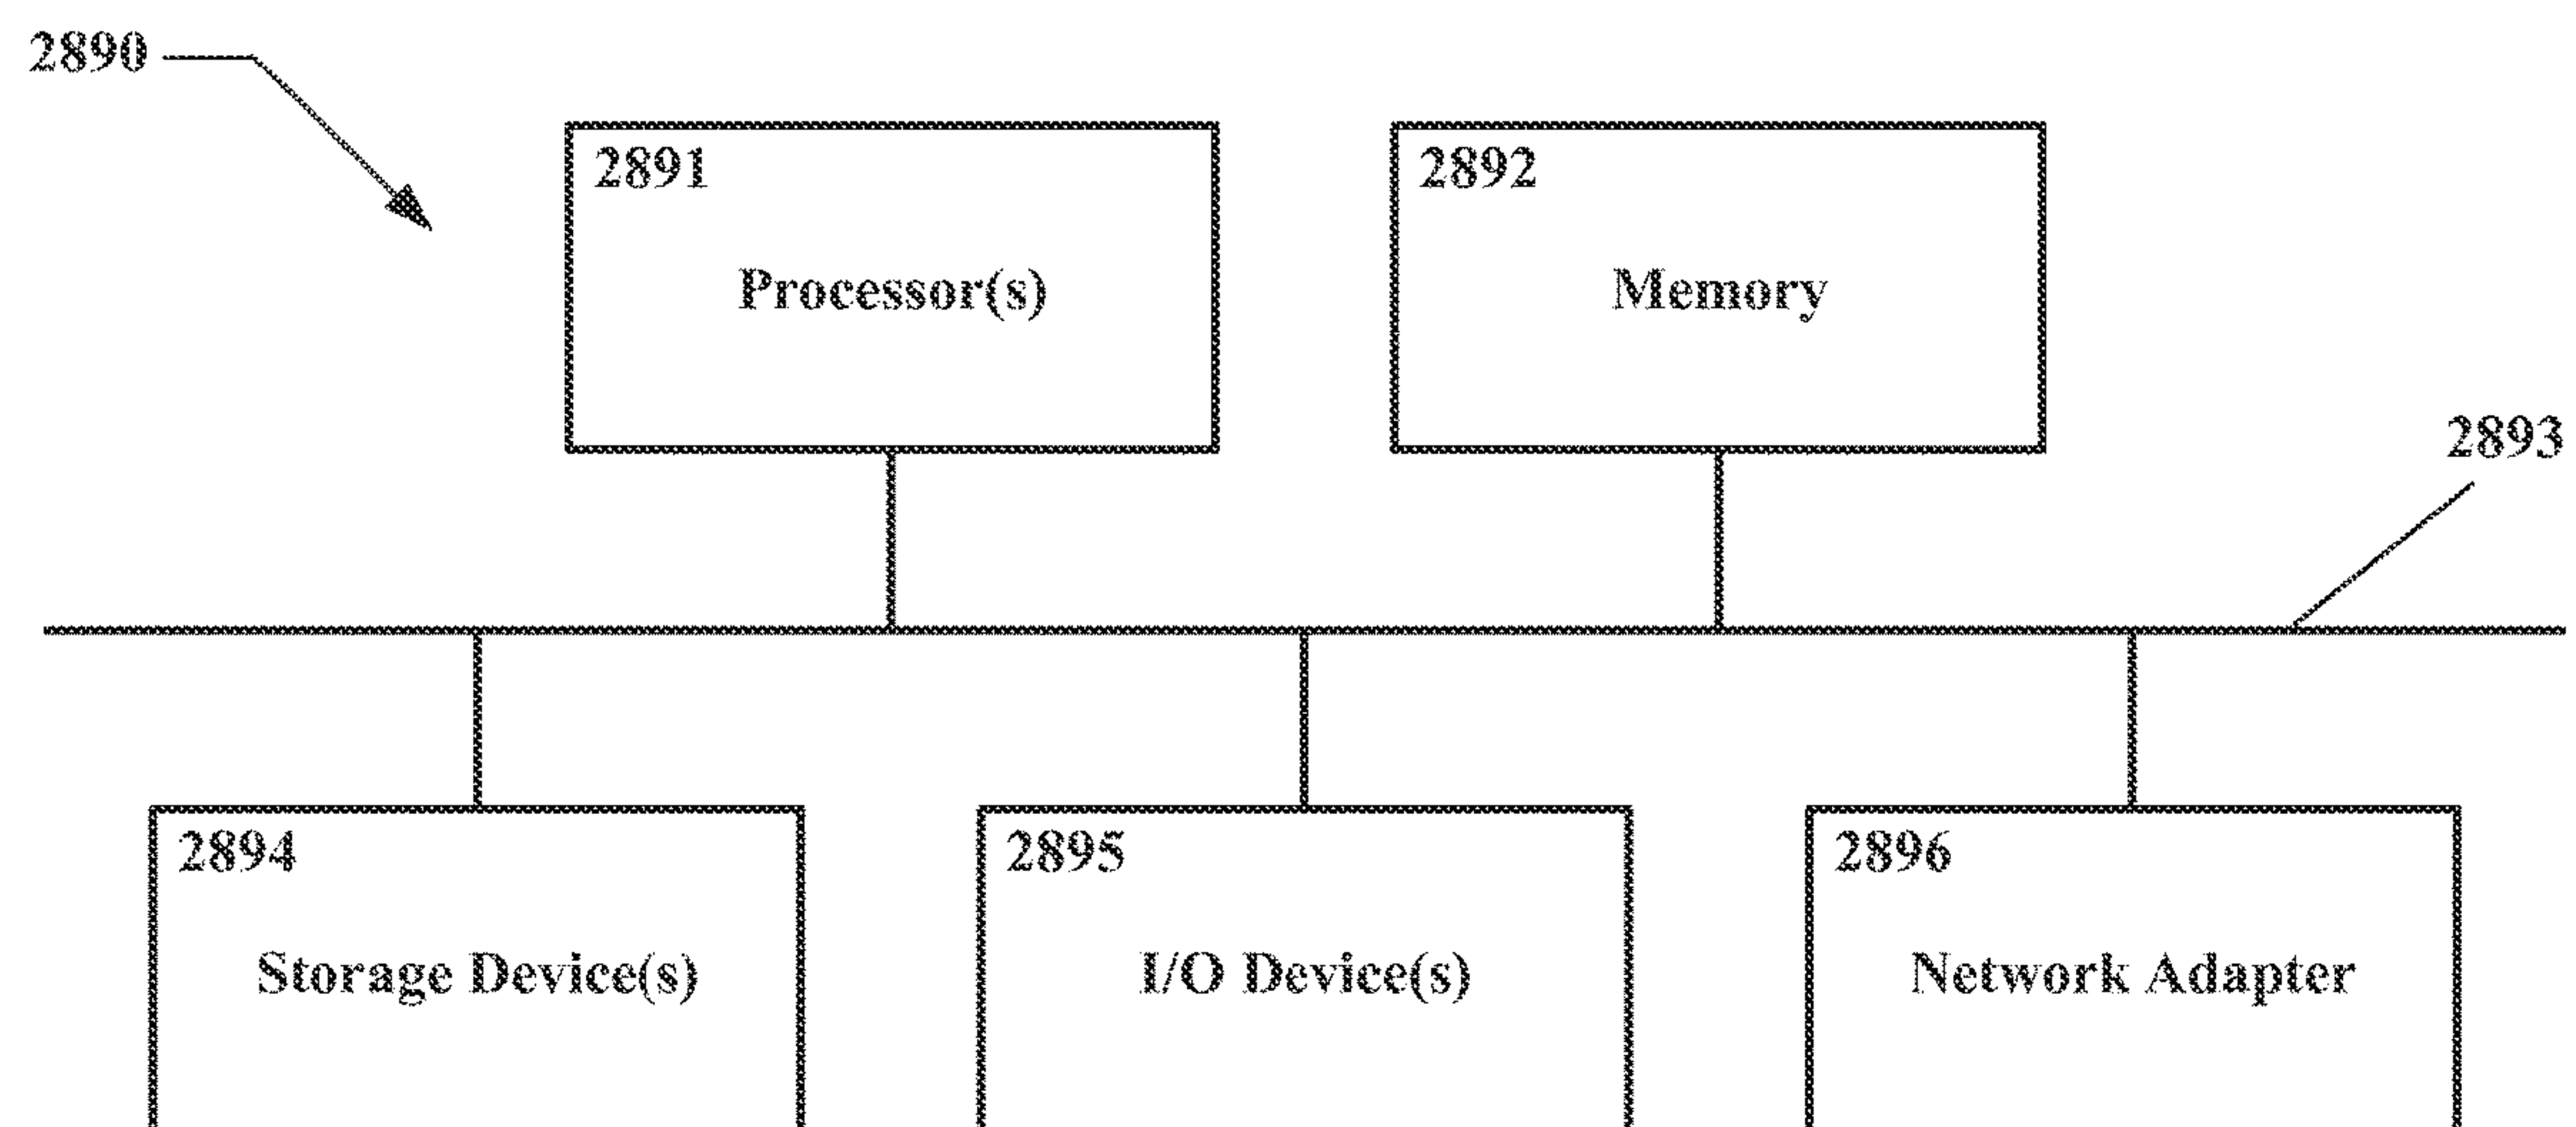 2890
2891
Processor(s)
2892
Memory
2893
2894
Storage Device(s)
2895
I/O Device(s)
2896
Network Adapter